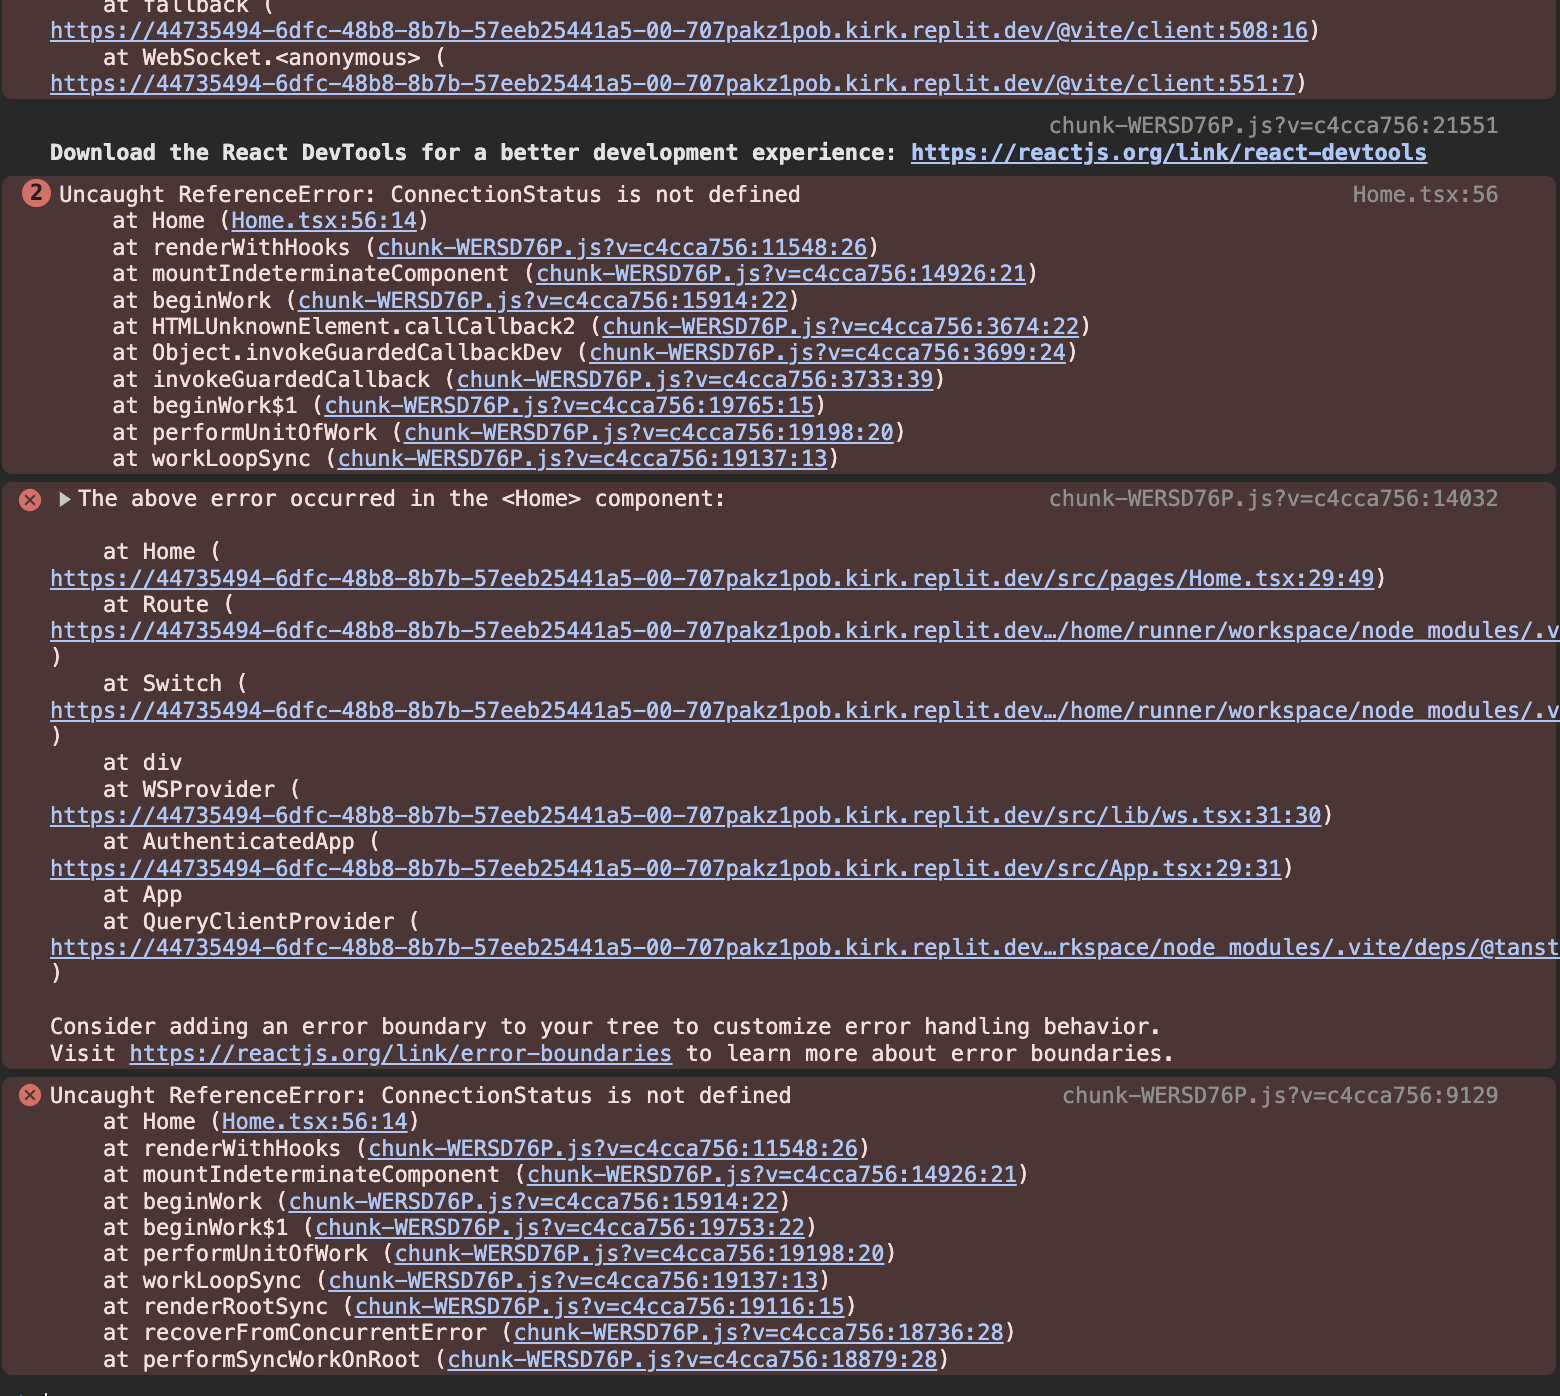 at fallback (
https://44735494-6dfc-48b8-8b7b-57eeb25441a5-00-707pakz1pob.kirk.replit.dev/@vite/client:508:16)
at WebSocket.<anonymous> (
https://44735494-6dfc-48b8-8b7b-57eeb25441a5-00-707pakz1pob.kirk.replit.dev/@vite/client:551:7)
chunk-WERSD76P.js?v=c4cca756:21551
Download the React DevTools for a better development experience: https://reactjs.org/link/react-devtools
2 Uncaught ReferenceError: ConnectionStatus is not defined Home.tsx:56
at Home (Home.tsx:56:14)
at renderWithHooks (chunk-WERSD76P.js?v=c4cca756:11548:26)
at mountIndeterminateComponent (chunk-WERSD76P.js?v=c4cca756:14926:21)
at beginWork (chunk-WERSD76P.js?v=c4cca756:15914:22)
at HTMLUnknownElement.callCallback2 (chunk-WERSD76P.js?v=c4cca756:3674:22)
at Object.invokeGuardedCallbackDev (chunk-WERSD76P.js?v=c4cca756:3699:24)
at invokeGuardedCallback (chunk-WERSD76P.js?v=c4cca756:3733:39)
at beginWork$1 (chunk-WERSD76P.js?v=c4cca756:19765:15)
at performUnitOfWork (chunk-WERSD76P.js?v=c4cca756:19198:20)
at workLoopSync (chunk-WERSD76P.js?v=c4cca756:19137:13)
The above error occurred in the <Home> component: chunk-WERSD76P.js?v=c4cca756:14032
at Home (
https://44735494-6dfc-48b8-8b7b-57eeb25441a5-00-707pakz1pob.kirk.replit.dev/src/pages/Home.tsx:29:49)
at Route (
https://44735494-6dfc-48b8-8b7b-57eeb25441a5-00-707pakz1pob.kirk.replit.dev…/home/runner/workspace/node_modules/.v
)
at Switch (
https://44735494-6dfc-48b8-8b7b-57eeb25441a5-00-707pakz1pob.kirk.replit.dev…/home/runner/workspace/node_modules/.v
)
at div
at WSProvider (
https://44735494-6dfc-48b8-8b7b-57eeb25441a5-00-707pakz1pob.kirk.replit.dev/src/lib/ws.tsx:31:30)
at AuthenticatedApp (
https://44735494-6dfc-48b8-8b7b-57eeb25441a5-00-707pakz1pob.kirk.replit.dev/src/App.tsx:29:31)
at App
at QueryClientProvider (
https://44735494-6dfc-48b8-8b7b-57eeb25441a5-00-707pakz1pob.kirk.replit.dev…rkspace/node_modules/.vite/deps/@tanst
)
Consider adding an error boundary to your tree to customize error handling behavior.
Visit https://reactjs.org/link/error-boundaries to learn more about error boundaries.
Uncaught ReferenceError: ConnectionStatus is not defined chunk-WERSD76P.js?v=c4cca756:9129
at Home (Home.tsx:56:14)
at renderWithHooks (chunk-WERSD76P.js?v=c4cca756:11548:26)
at mountIndeterminateComponent (chunk-WERSD76P.js?v=c4cca756:14926:21)
at beginWork (chunk-WERSD76P.js?v=c4cca756:15914:22)
at beginWork$1 (chunk-WERSD76P.js?v=c4cca756:19753:22)
at performUnitOfWork (chunk-WERSD76P.js?v=c4cca756:19198:20)
at workLoopSync (chunk-WERSD76P.js?v=c4cca756:19137:13)
at renderRootSync (chunk-WERSD76P.js?v=c4cca756:19116:15)
at recoverFromConcurrentError (chunk-WERSD76P.js?v=c4cca756:18736:28)
at performSyncWorkOnRoot (chunk-WERSD76P.js?v=c4cca756:18879:28)